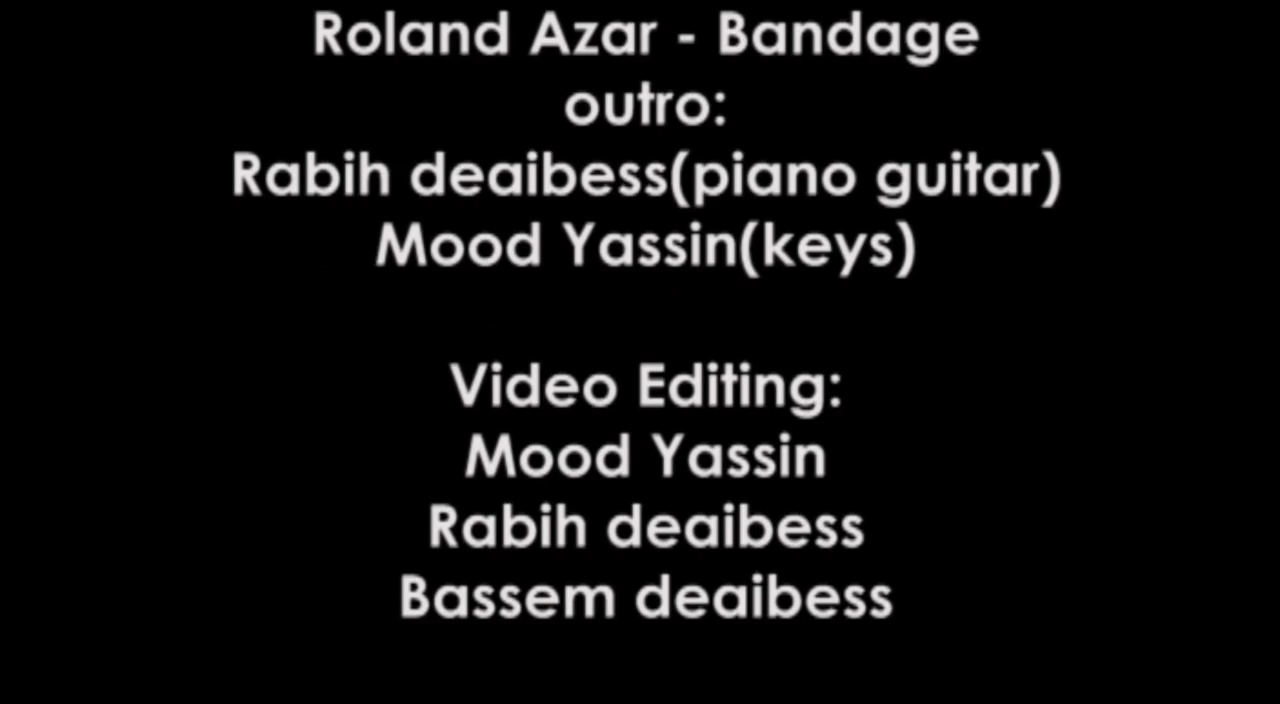 Roland Azar - Bandage
outro:
Rabih deaibess(piano guitar)
Mood Yassin(keys)
Video Editing:
Mood Yassin
Rabih deaibess
Bassem deaibess